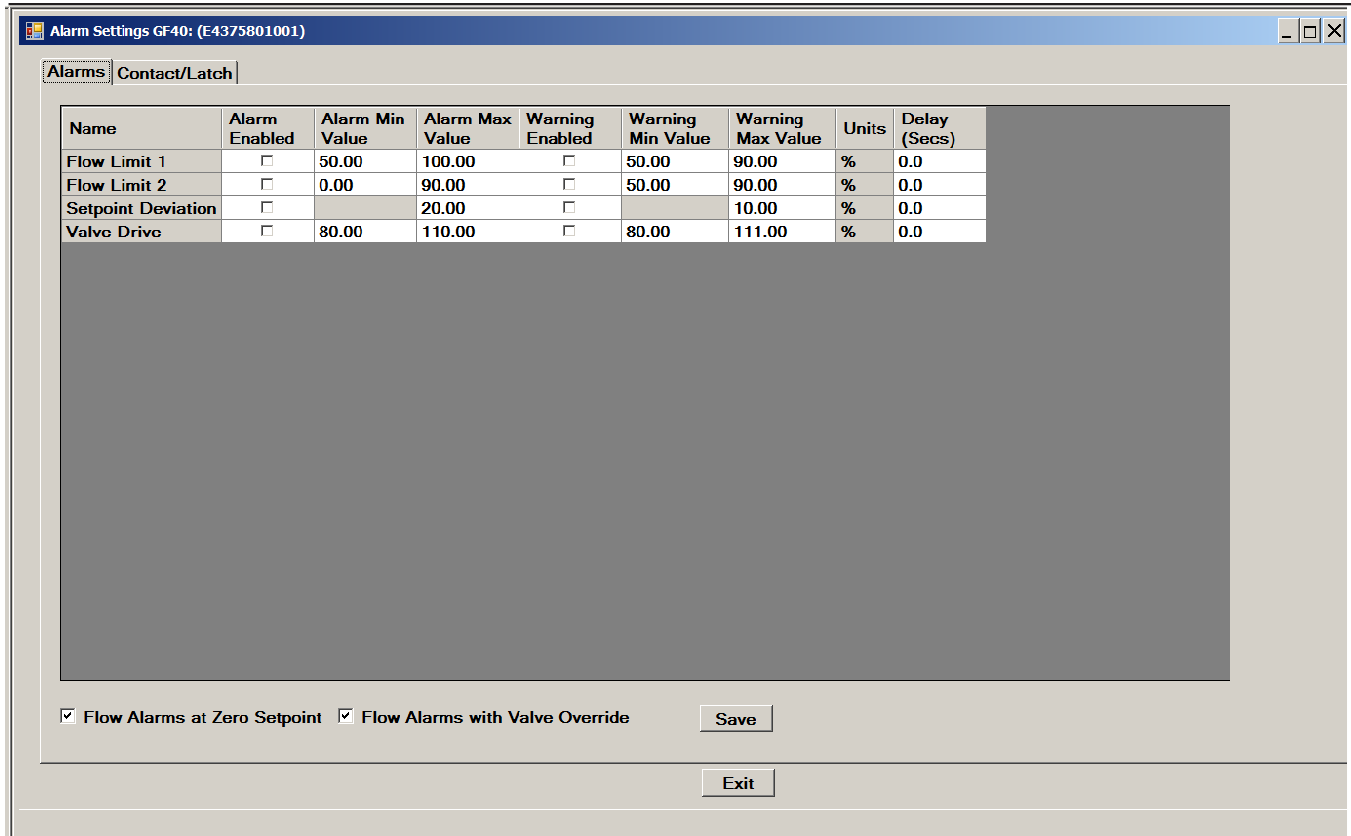 Alarm Settings GF40: (E4375801001)
Alarms Contact/Latch
Name Alarm Enabled Alarm Min Value Alarm Max Value Warning Enabled Warning Min Value Warning Max Value Units Delay (Secs)
Flow Limit 1 50.00 100.00 50.00 90.00 % 0.0
Flow Limit 2 0.00 90.00 50.00 90.00 % 0.0
Setpoint Deviation 20.00 10.00 % 0.0
Valve Drive 80.00 110.00 80.00 111.00 % 0.0
Flow Alarms at Zero Setpoint Flow Alarms with Valve Override Save
Exit